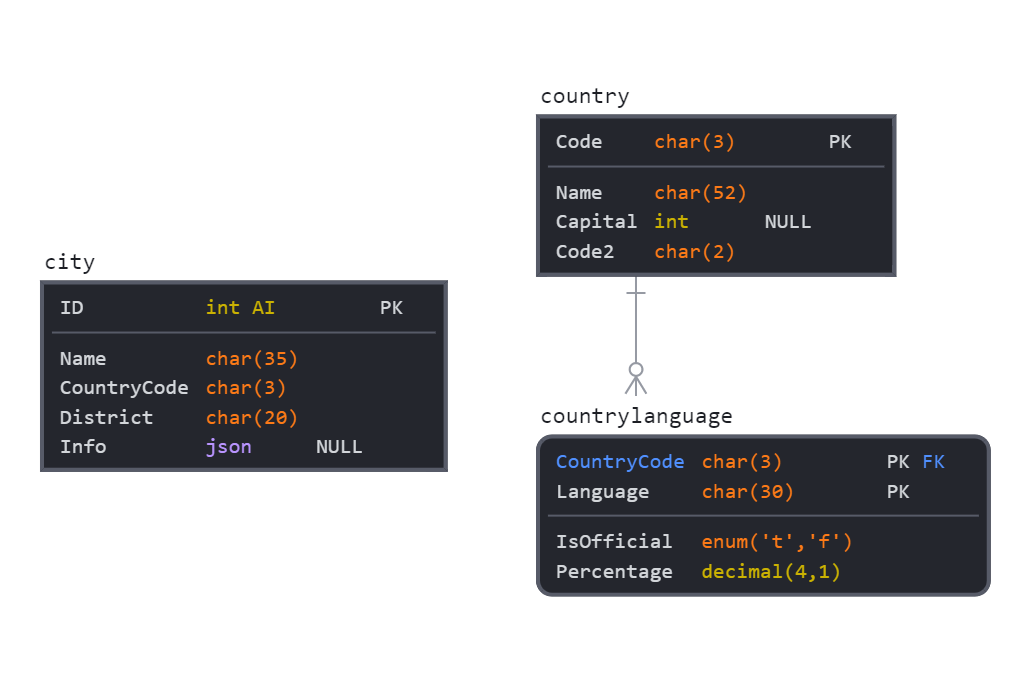 country
Code char(3) PK
Name char(52)
Capital int NULL
Code2 char(2)
city
ID int AI PK
Name char(35)
CountryCode char(3)
District char(20)
Info json NULL
countrylanguage
CountryCode char(3) PK FK
Language char(30) PK
IsOfficial enum('t','f')
Percentage decimal(4,1)